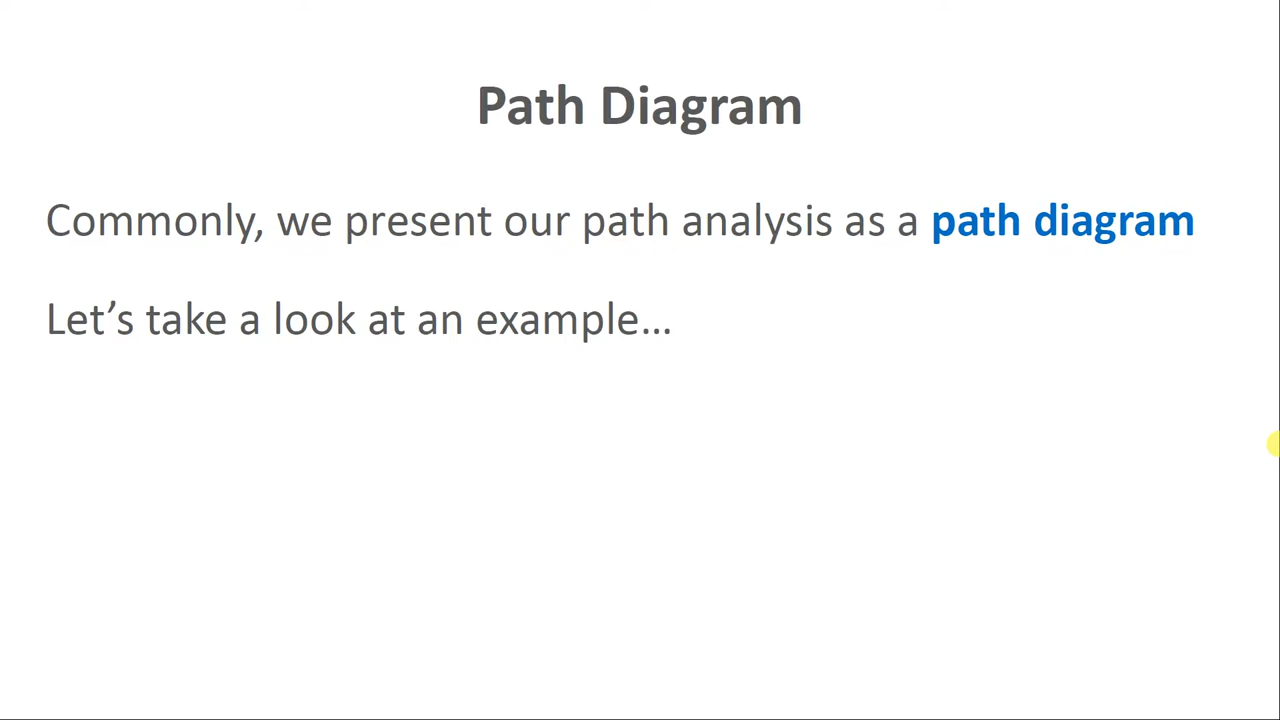 Path Diagram
Commonly, we present our path analysis as a path diagram
Let’s take a look at an example…